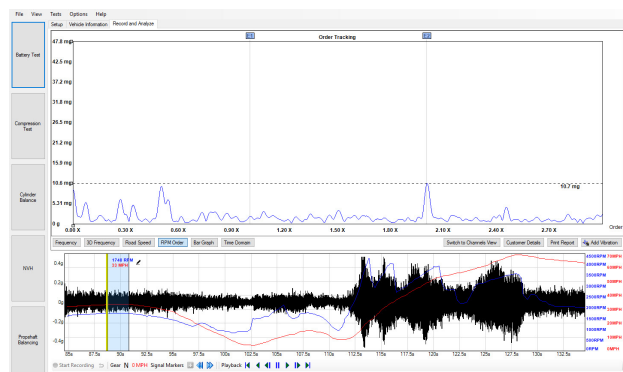 File View Tests Options Help
Setup Vehicle Information Record and Analyze
Battery Test
Compression
Test
Cylinder
Balance
NVH
Propshaft
Balancing
Order Tracking
47.8 mg
42.5 mg
37.2 mg
31.8 mg
26.5 mg
21.2 mg
15.9 mg
10.6 mg
5.31 mg
0 g
10.7 mg
0.00 X 0.30 X 0.60 X 0.90 X 1.20 X 1.50 X 1.80 X 2.10 X 2.40 X 2.70 X Order
Frequency 3D Frequency Road Speed RPM Order Bar Graph Time Domain Switch to Channels View Customer Details Print Report Add Vibration
1740 RPM
23 MPH
0.4g
0.2g
0g
-0.2g
-0.4g
4500RPM 70MPH
4000RPM 60MPH
3500RPM
3000RPM 50MPH
2500RPM 40MPH
2000RPM 30MPH
1500RPM 20MPH
1000RPM
500RPM 10MPH
0RPM 0MPH
85s 87.5s 90s 92.5s 95s 97.5s 100s 102.5s 105s 107.5s 110s 112.5s 115s 117.5s 120s 122.5s 125s 127.5s 130s 132.5s
Start Recording Gear N 0 MPH Signal Markers Playback